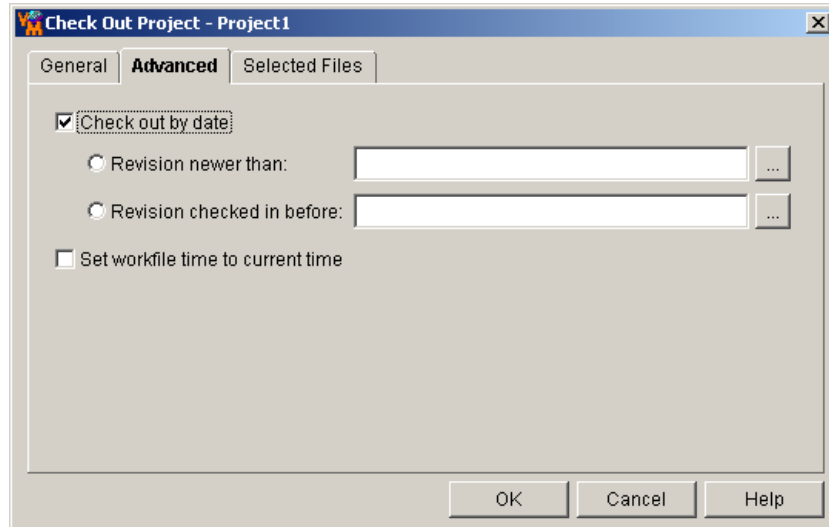 Check Out Project - Project1
General Advanced Selected Files
Check out by date
Revision newer than: ...
Revision checked in before: ...
Set workfile time to current time
OK Cancel Help